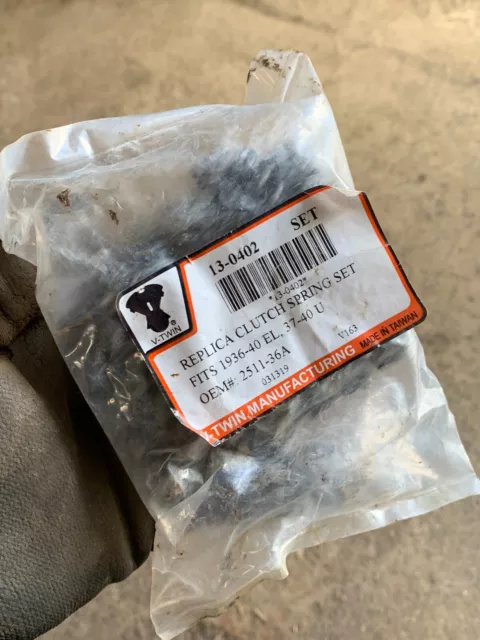 13-0402 SET
*13-0402*
V-TWIN
REPLICA CLUTCH SPRING SET
FITS 1936-40 EL, 37-40 U
OEM#: 2511-36A
031319 V163
V-TWIN MANUFACTURING MADE IN TAIWAN